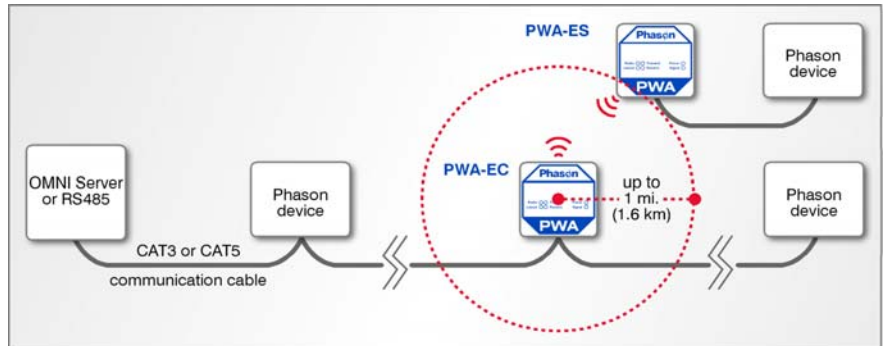 PWA-ES
Phason
PWA
Phason
device
OMNI Server
or RS485
Phason
device
CAT3 or CAT5
communication cable
PWA-EC
Phason
PWA
up to
1 mi.
(1.6 km)
Phason
device